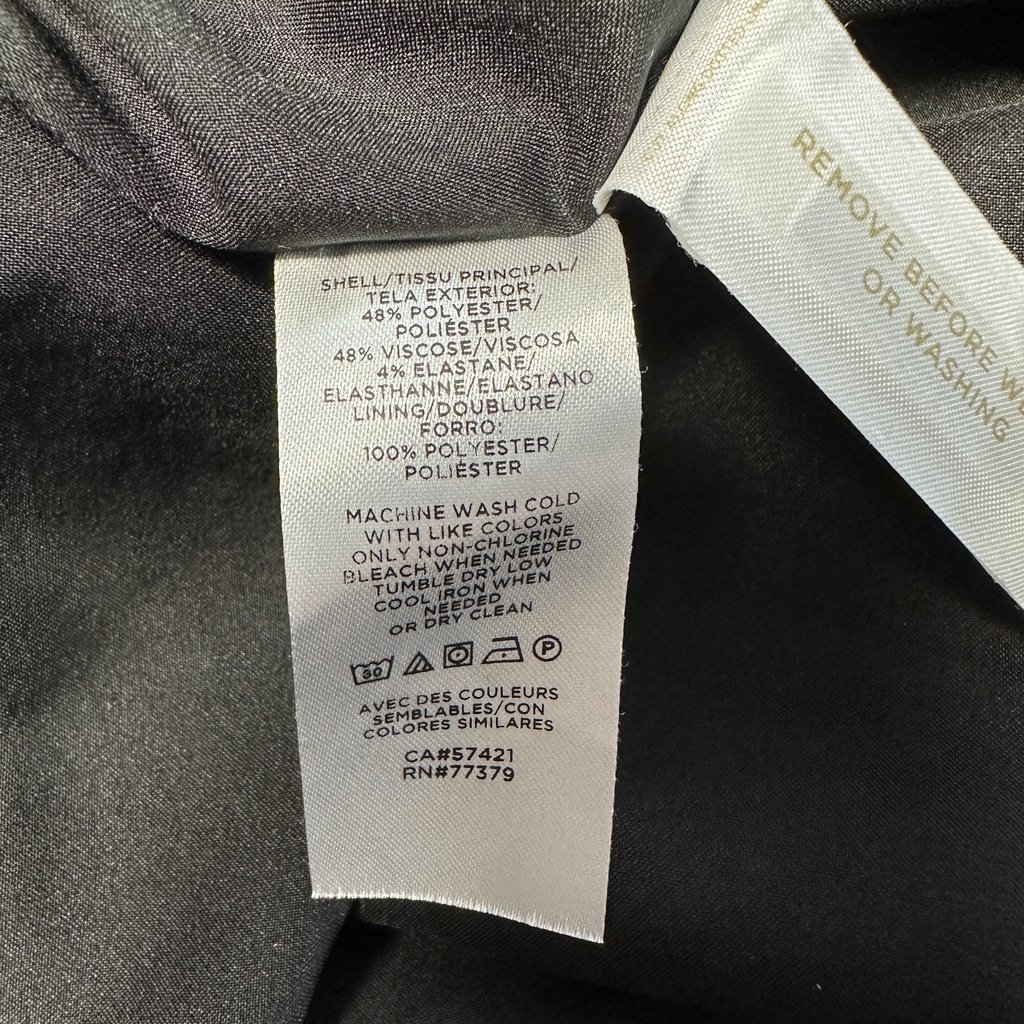 SHELL/TISSU PRINCIPAL/
TELA EXTERIOR:
48% POLYESTER/
POLIÉSTER
48% VISCOSE/VISCOSA
4% ELASTANE/
ELASTHANNE/ELASTANO
LINING/DOUBLURE/
FORRO:
100% POLYESTER/
POLIÉSTER
MACHINE WASH COLD
WITH LIKE COLORS
ONLY NON-CHLORINE
BLEACH WHEN NEEDED
TUMBLE DRY LOW
COOL IRON WHEN
NEEDED
OR DRY CLEAN
30 P
AVEC DES COULEURS
SEMBLABLES/CON
COLORES SIMILARES
CA#57421
RN#77379
REMOVE BEFORE
OR WASHING